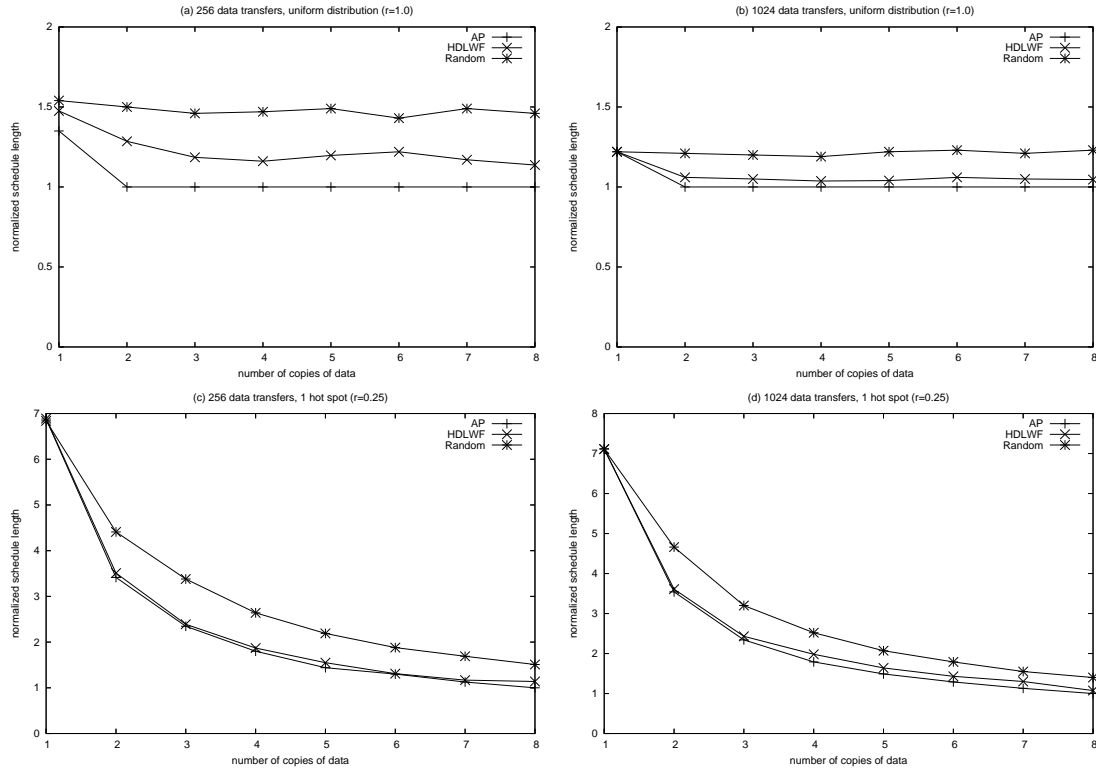 (a) 256 data transfers, uniform distribution (r=1.0)
2
1.5
1
0.5
0
normalized schedule length
AP
HDLWF
Random
1 2 3 4 5 6 7 8
number of copies of data
(b) 1024 data transfers, uniform distribution (r=1.0)
2
1.5
1
0.5
0
normalized schedule length
AP
HDLWF
Random
1 2 3 4 5 6 7 8
number of copies of data
(c) 256 data transfers, 1 hot spot (r=0.25)
7
6
5
4
3
2
1
0
normalized schedule length
AP
HDLWF
Random
1 2 3 4 5 6 7 8
number of copies of data
(d) 1024 data transfers, 1 hot spot (r=0.25)
8
7
6
5
4
3
2
1
0
normalized schedule length
AP
HDLWF
Random
1 2 3 4 5 6 7 8
number of copies of data